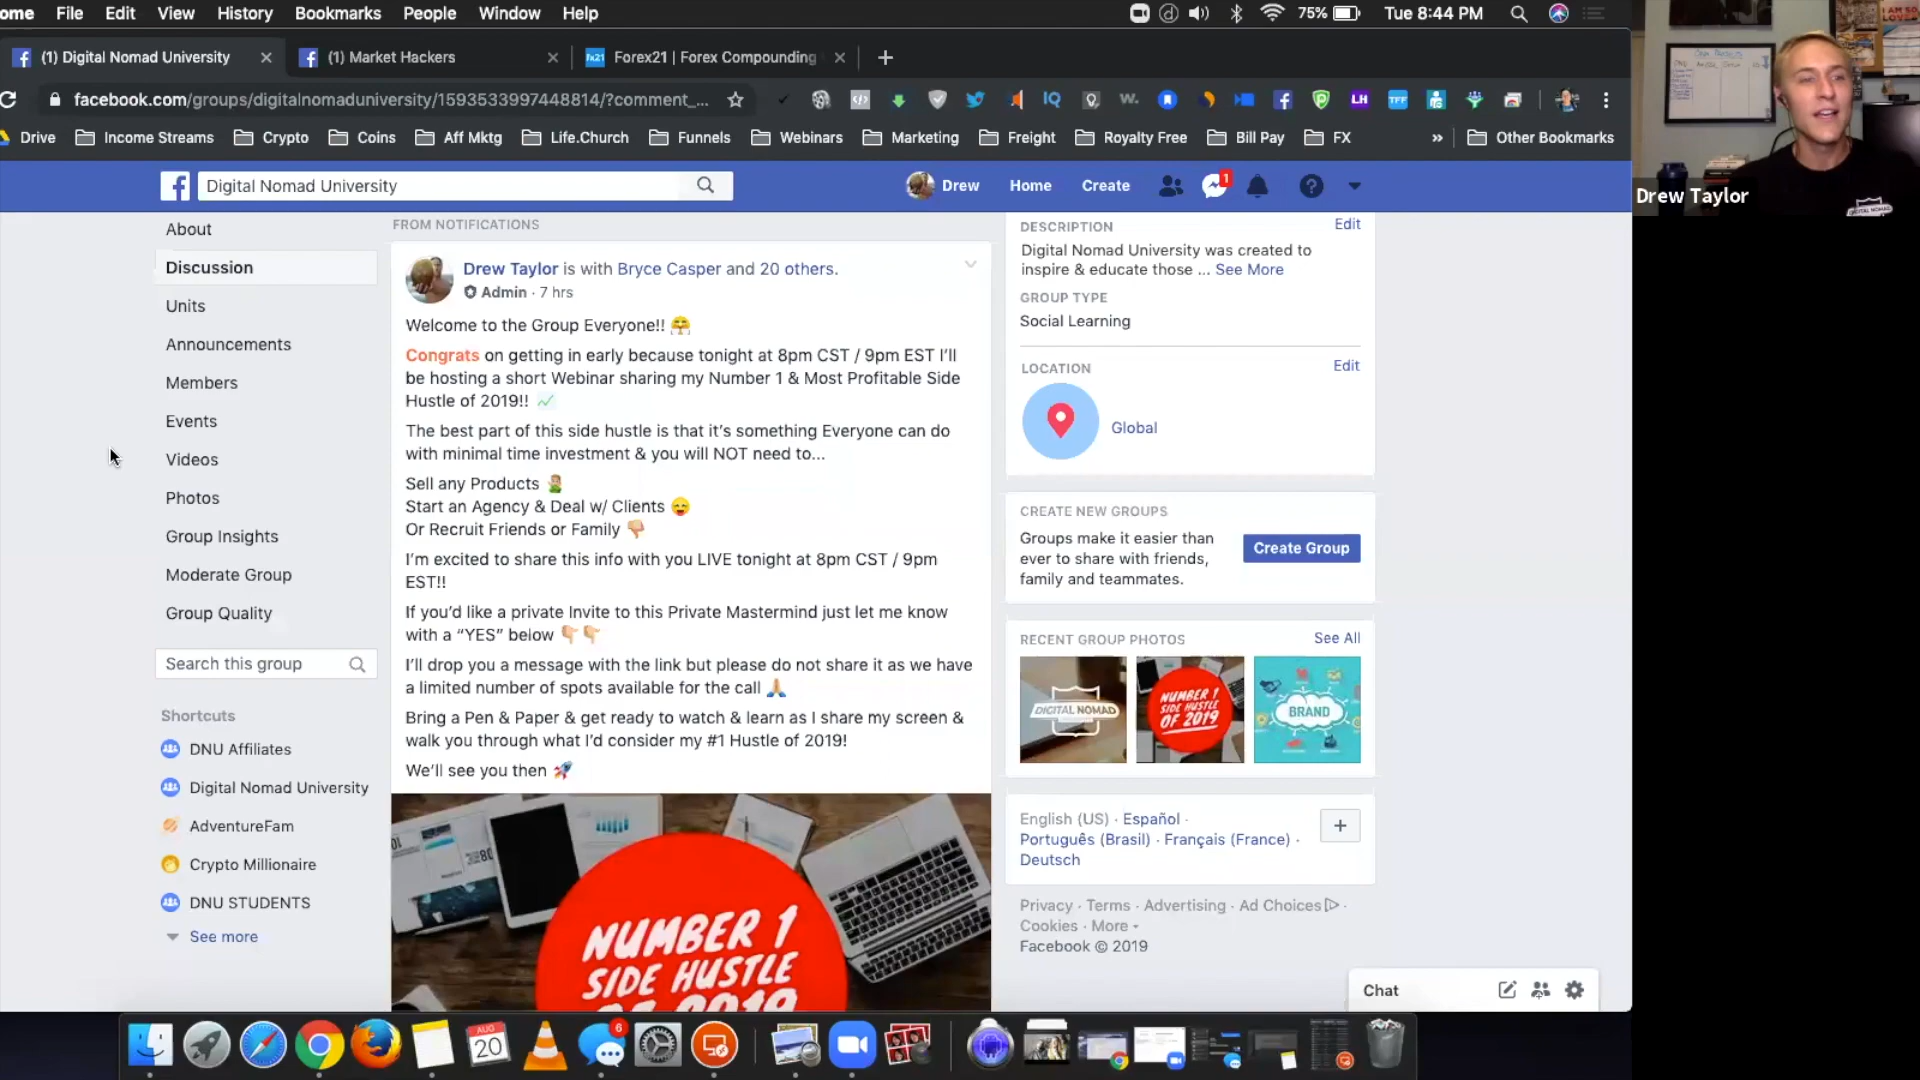 ome File Edit View History Bookmarks People Window Help 75% Tue 8:44 PM
(1) Digital Nomad University (1) Market Hackers Forex21 | Forex Compounding
facebook.com/groups/digitalnomaduniversity/1593533997448814/?comment_...
Drive Income Streams Crypto Coins Aff Mktg Life.Church Funnels Webinars Marketing Freight Royalty Free Bill Pay FX » Other Bookmarks
Digital Nomad University Drew Home Create 1
Drew Taylor
About
Discussion
Units
Announcements
Members
Events
Videos
Photos
Group Insights
Moderate Group
Group Quality
Search this group
Shortcuts
DNU Affiliates
Digital Nomad University
AdventureFam
Crypto Millionaire
DNU STUDENTS
See more
FROM NOTIFICATIONS
Drew Taylor is with Bryce Casper and 20 others.
Admin · 7 hrs
Welcome to the Group Everyone!! 😤
Congrats on getting in early because tonight at 8pm CST / 9pm EST I'll
be hosting a short Webinar sharing my Number 1 & Most Profitable Side
Hustle of 2019!!
The best part of this side hustle is that it's something Everyone can do
with minimal time investment & you will NOT need to...
Sell any Products
Start an Agency & Deal w/ Clients
Or Recruit Friends or Family
I'm excited to share this info with you LIVE tonight at 8pm CST / 9pm
EST!!
If you'd like a private Invite to this Private Mastermind just let me know
with a “YES” below
I'll drop you a message with the link but please do not share it as we have
a limited number of spots available for the call
Bring a Pen & Paper & get ready to watch & learn as I share my screen &
walk you through what I'd consider my #1 Hustle of 2019!
We'll see you then 🚀
NUMBER 1
SIDE HUSTLE
OF 2019
DESCRIPTION Edit
Digital Nomad University was created to
inspire & educate those ... See More
GROUP TYPE
Social Learning
LOCATION Edit
Global
CREATE NEW GROUPS
Groups make it easier than
ever to share with friends,
family and teammates.
Create Group
RECENT GROUP PHOTOS See All
DIGITAL NOMAD
NUMBER 1
SIDE HUSTLE
OF 2019
BRAND
English (US) · Español ·
Português (Brasil) · Français (France) ·
Deutsch
Privacy · Terms · Advertising · Ad Choices ·
Cookies · More
Facebook © 2019
Chat
AUG
20
6